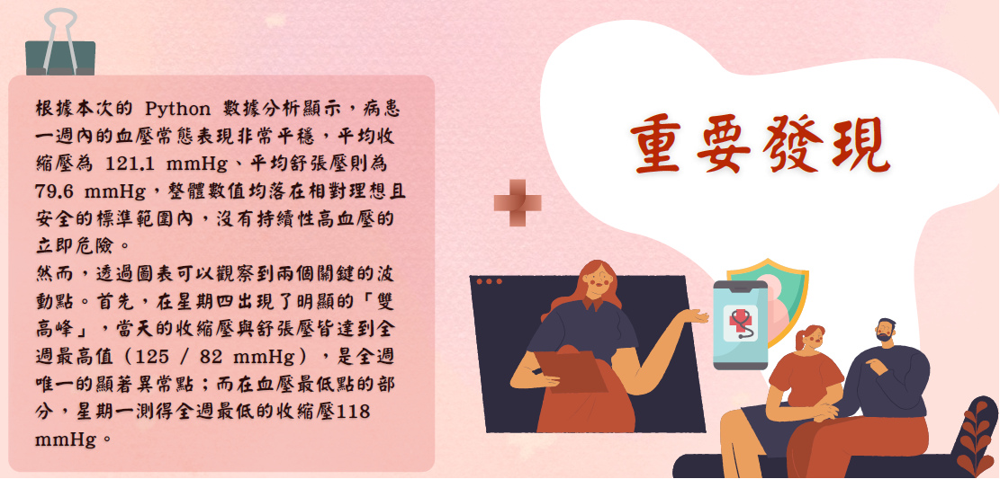 重要發現
根據本次的 Python 數據分析顯示，病患
一週內的血壓常態表現非常平穩，平均收
縮壓為 121.1 mmHg、平均舒張壓則為
79.6 mmHg，整體數值均落在相對理想且
安全的標準範圍內，沒有持續性高血壓的
立即危險。
然而，透過圖表可以觀察到兩個關鍵的波
動點。首先，在星期四出現了明顯的「雙
高峰」，當天的收縮壓與舒張壓皆達到全
週最高值（125 / 82 mmHg），是全週
唯一的顯著異常點；而在血壓最低點的部
分，星期一測得全週最低的收縮壓118
mmHg。